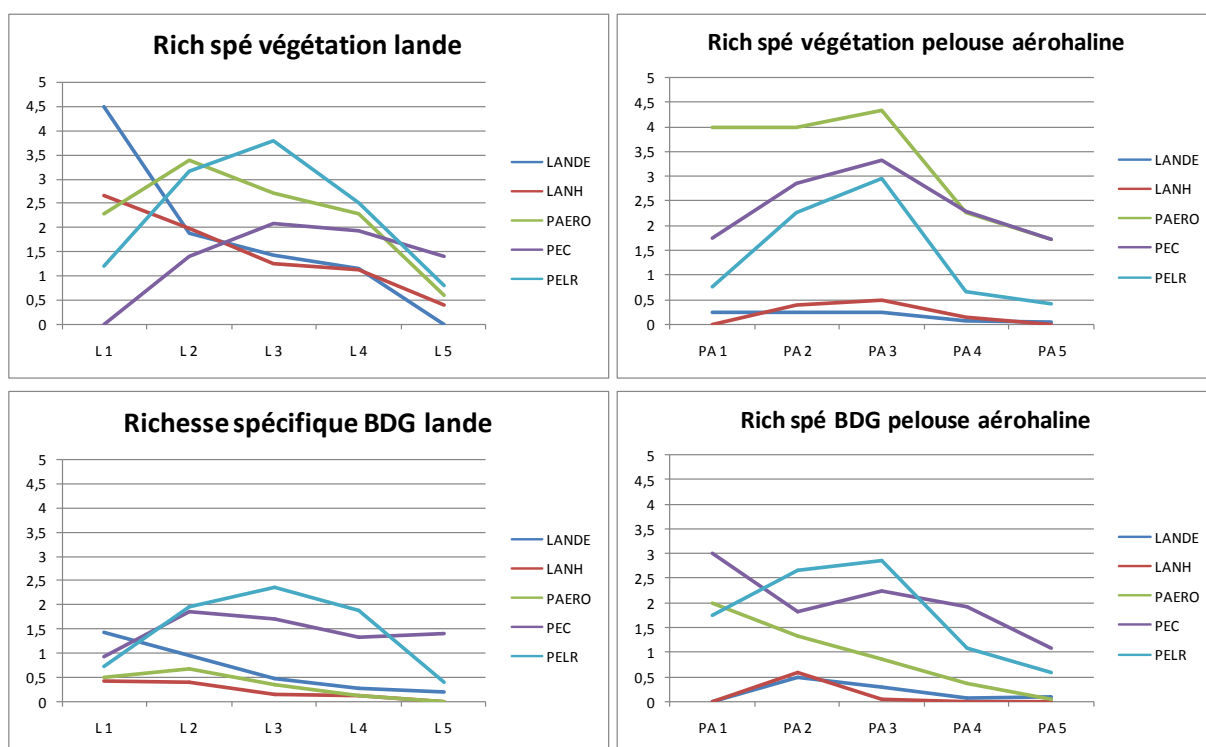 Rich spé végétation lande
5
4,5
4
3,5
3
2,5
2
1,5
1
0,5
0
L 1 L 2 L 3 L 4 L 5
LANDE
LANH
PAERO
PEC
PELR
Rich spé végétation pelouse aérohaline
5
4,5
4
3,5
3
2,5
2
1,5
1
0,5
0
PA 1 PA 2 PA 3 PA 4 PA 5
LANDE
LANH
PAERO
PEC
PELR
Richesse spécifique BDG lande
5
4,5
4
3,5
3
2,5
2
1,5
1
0,5
0
L 1 L 2 L 3 L 4 L 5
LANDE
LANH
PAERO
PEC
PELR
Rich spé BDG pelouse aérohaline
5
4,5
4
3,5
3
2,5
2
1,5
1
0,5
0
PA 1 PA 2 PA 3 PA 4 PA 5
LANDE
LANH
PAERO
PEC
PELR